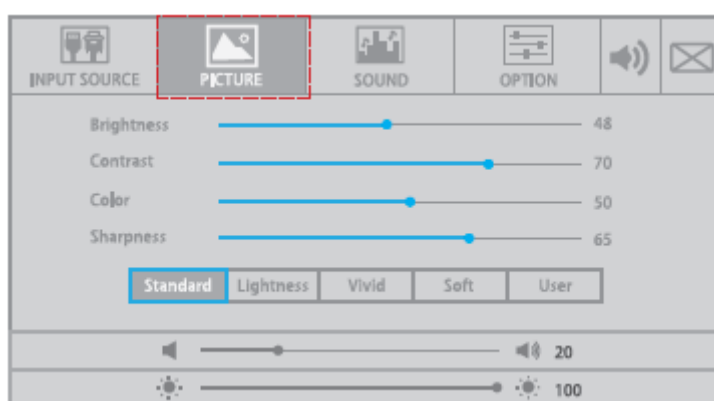 INPUT SOURCE PICTURE SOUND OPTION
Brightness 48
Contrast 70
Color 50
Sharpness 65
Standard Lightness Vivid Soft User
20
100